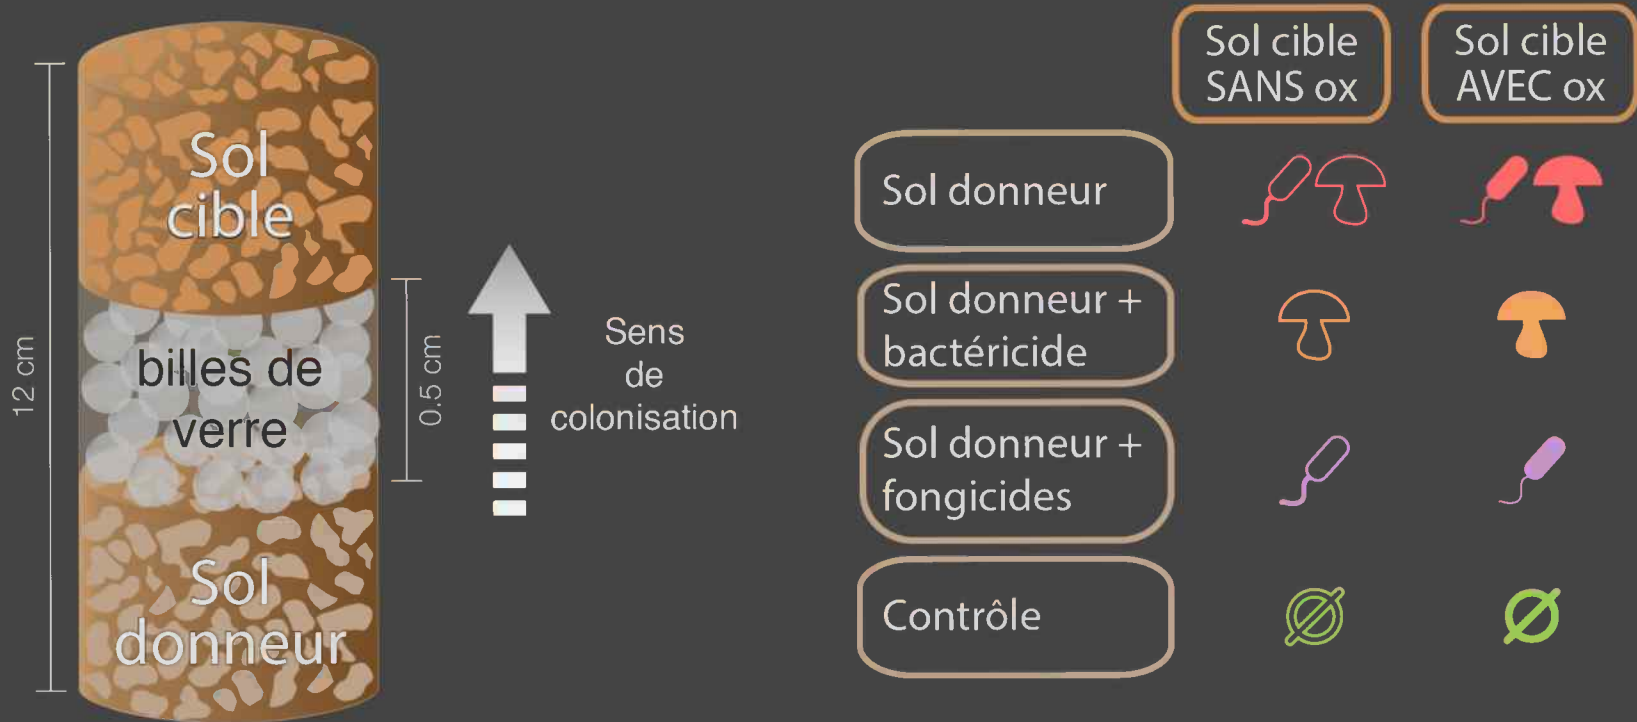 12 cm
Sol
cible
billes de
verre
Sol
donneur
0.5 cm
Sens
de
colonisation
Sol cible
SANS ox
Sol cible
AVEC ox
Sol donneur
Sol donneur +
bactéricide
Sol donneur +
fongicides
Contrôle